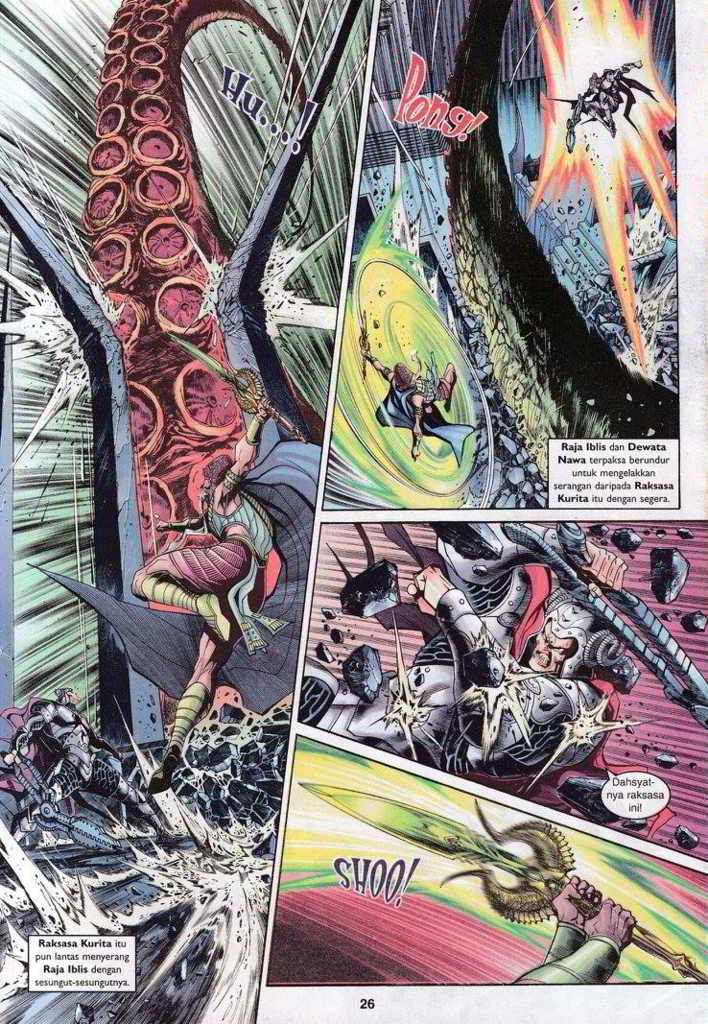 Hu....!
Raksasa Kurita itu
pun lantas menyerang
Raja Iblis dengan
sesungut-sesungutnya.
Pong!
Raja Iblis dan Dewata
Nawa terpaksa berundur
untuk mengelakkan
serangan daripada Raksasa
Kurita itu dengan segera.
Dahsyat-
nya raksasa
ini!
SHOO!
26